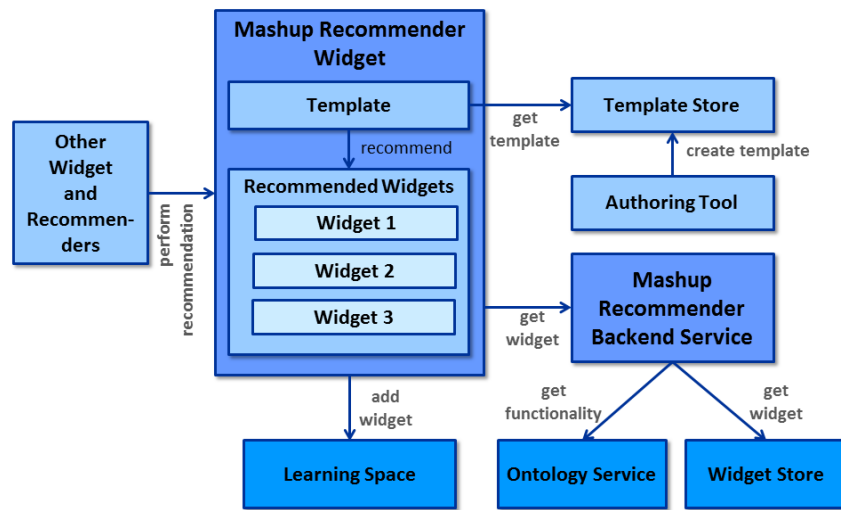 Mashup Recommender
Widget
Template
recommend
Recommended Widgets
Widget 1
Widget 2
Widget 3
Other
Widget
and
Recommen-
ders
perform
recommendation
get
template
Template Store
create template
Authoring Tool
get
widget
Mashup
Recommender
Backend Service
add
widget
Learning Space
get
functionality
get
widget
Ontology Service
Widget Store